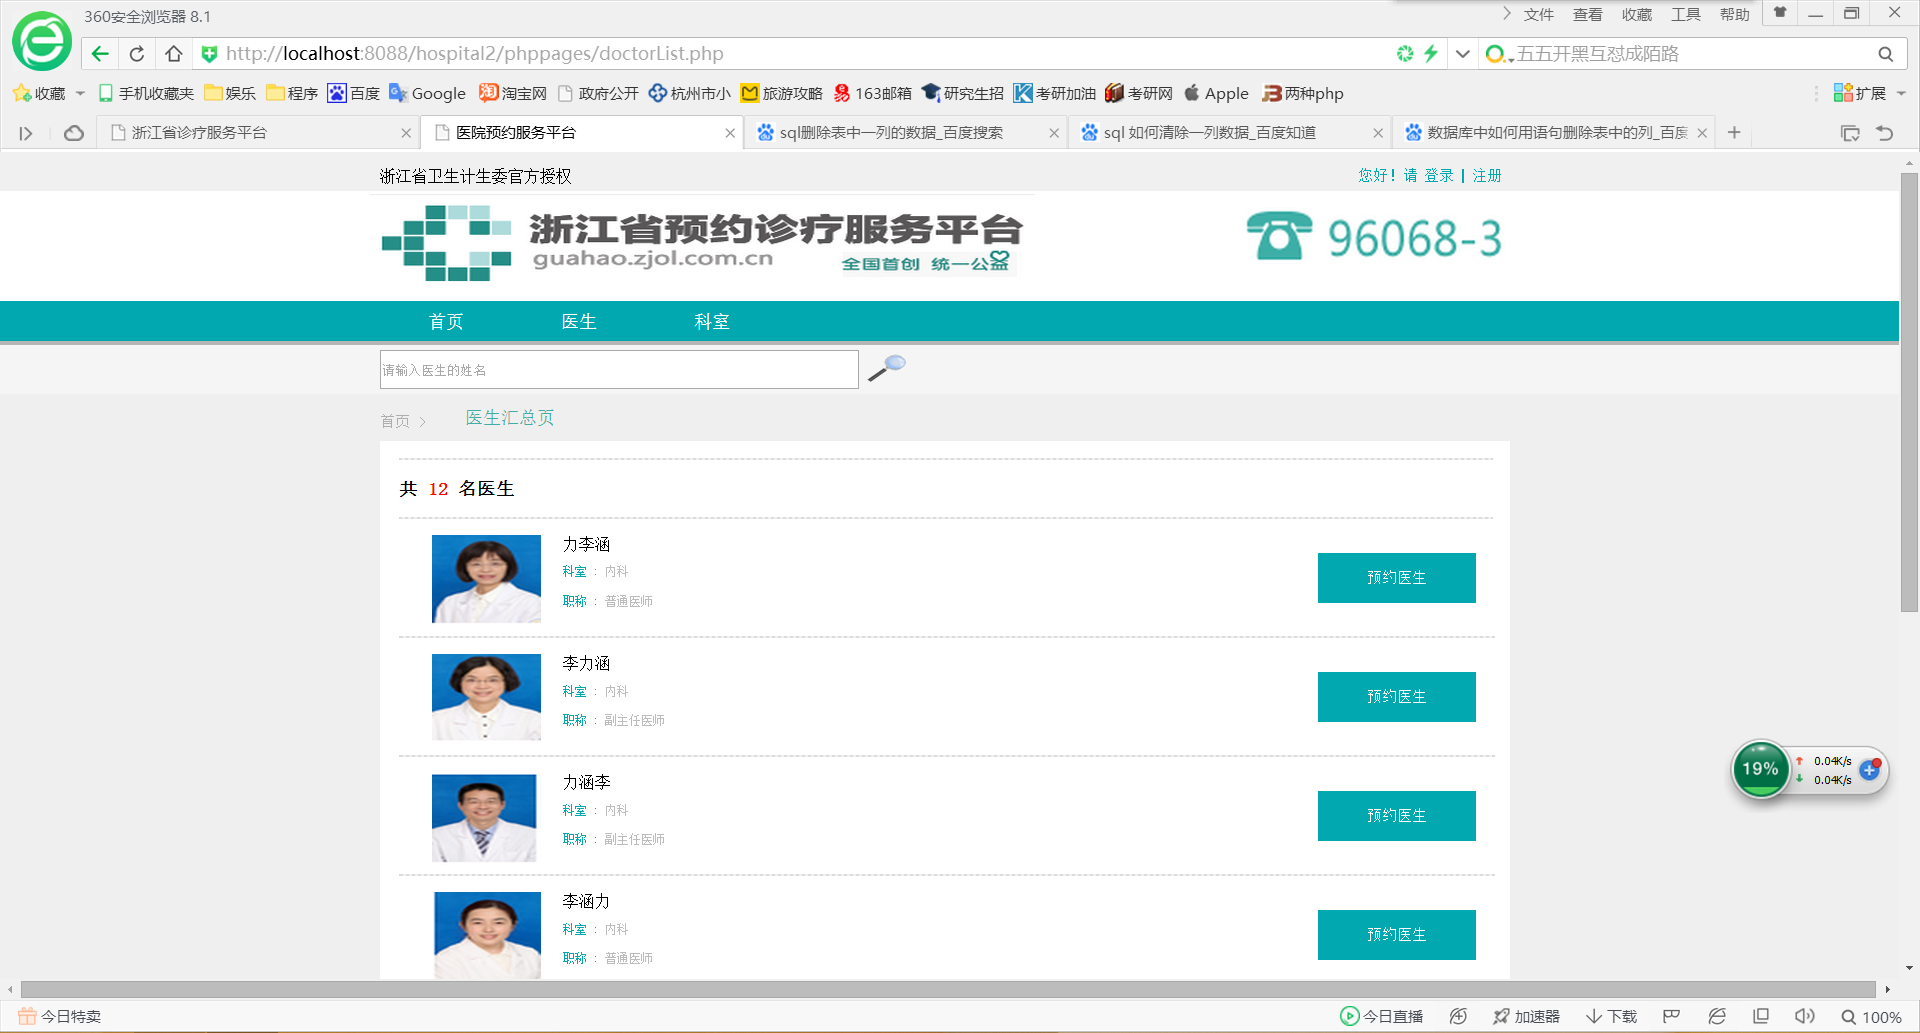 360安全浏览器 8.1
文件 查看 收藏 工具 帮助
http://localhost:8088/hospital2/phppages/doctorList.php
五五开黑互怼成陌路
收藏 手机收藏夹 娱乐 程序 百度 Google 淘宝网 政府公开 杭州市小 旅游攻略 163邮箱 研究生招 考研加油 考研网 Apple 两种php 扩展
浙江省诊疗服务平台
医院预约服务平台
sql删除表中一列的数据_百度搜索
sql 如何清除一列数据_百度知道
数据库中如何用语句删除表中的列_百度
浙江省卫生计生委官方授权
您好! 请 登录 | 注册
浙江省预约诊疗服务平台
guahao.zjol.com.cn
全国首创 统一公益
96068-3
首页 医生 科室
请输入医生的姓名
首页 > 医生汇总页
共 12 名医生
力李涵
科室 : 内科
职称 : 普通医师
预约医生
李力涵
科室 : 内科
职称 : 副主任医师
预约医生
力涵李
科室 : 内科
职称 : 副主任医师
预约医生
李涵力
科室 : 内科
职称 : 普通医师
预约医生
19%
0.04K/s
0.04K/s
今日特卖
今日直播 加速器 下载 100%